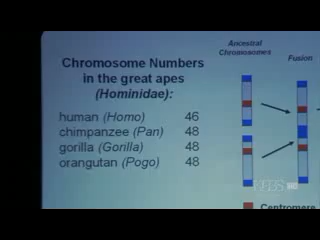 Chromosome Numbers
in the great apes
(Hominidae):
human (Homo) 46
chimpanzee (Pan) 48
gorilla (Gorilla) 48
orangutan (Pogo) 48
Ancestral
Chromosomes
Fusion
Centromere